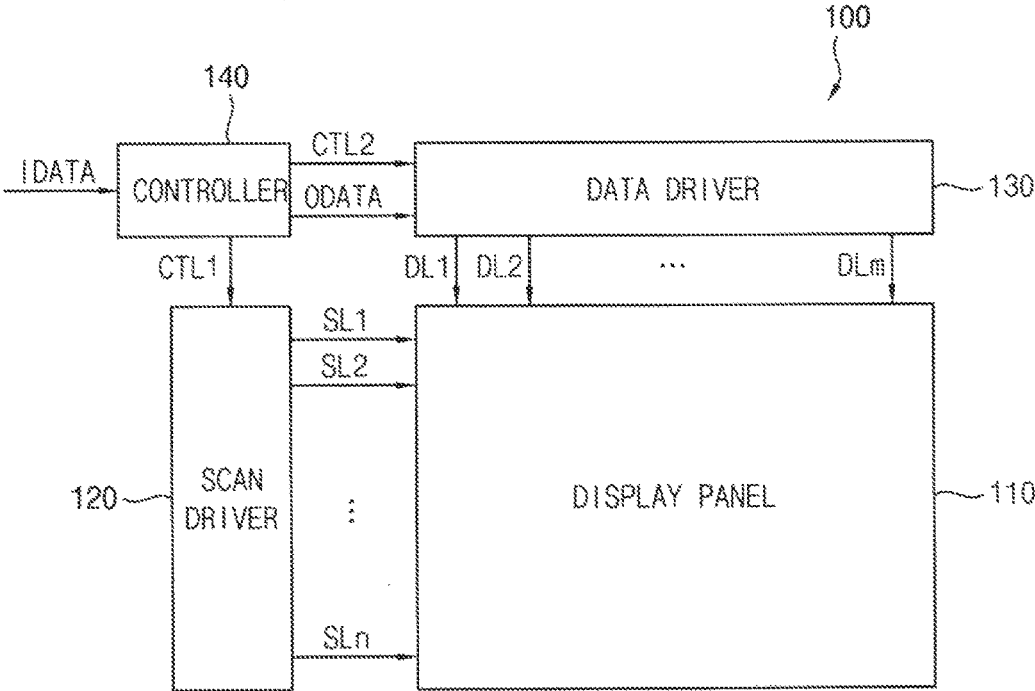 100
140
IDATA
CONTROLLER
CTL2
ODATA
DATA DRIVER
130
CTL1
DL1
DL2
...
DLm
SL1
SL2
SCAN
DRIVER
120
DISPLAY PANEL
110
SLn